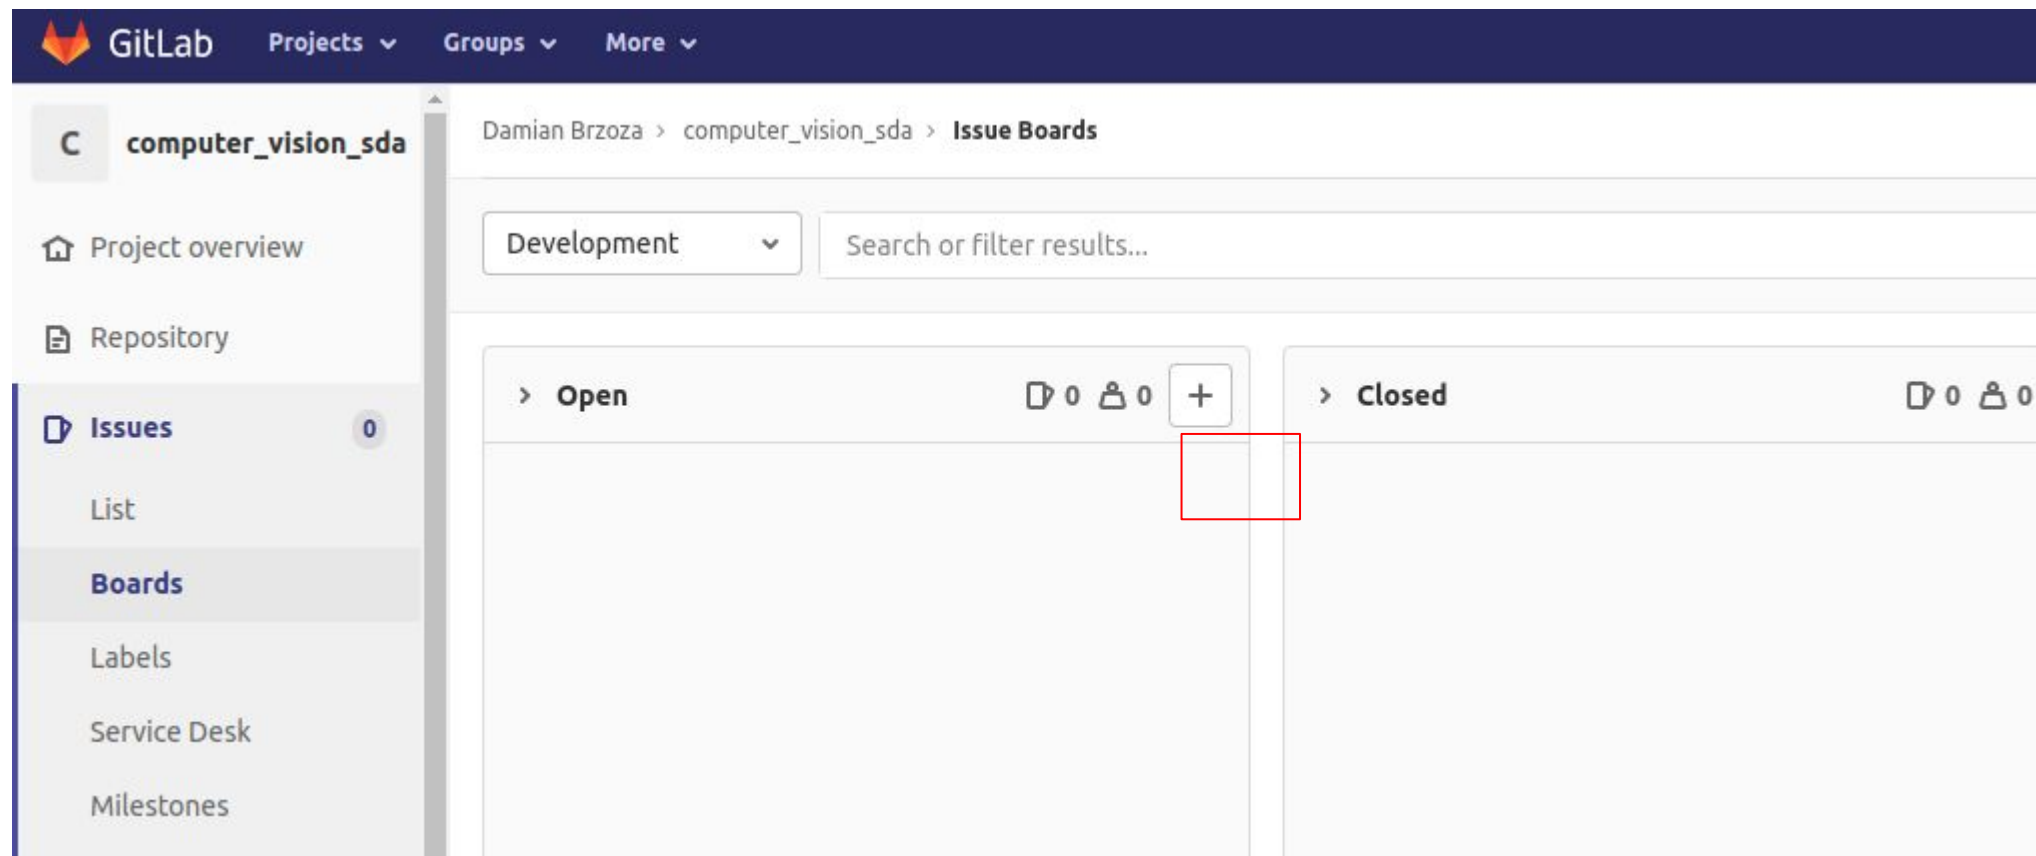 GitLab Projects Groups More
C computer_vision_sda
Damian Brzoza > computer_vision_sda > Issue Boards
Project overview
Development
Search or filter results...
Repository
Open 0 0 +
Closed 0 0
Issues 0
List
Boards
Labels
Service Desk
Milestones